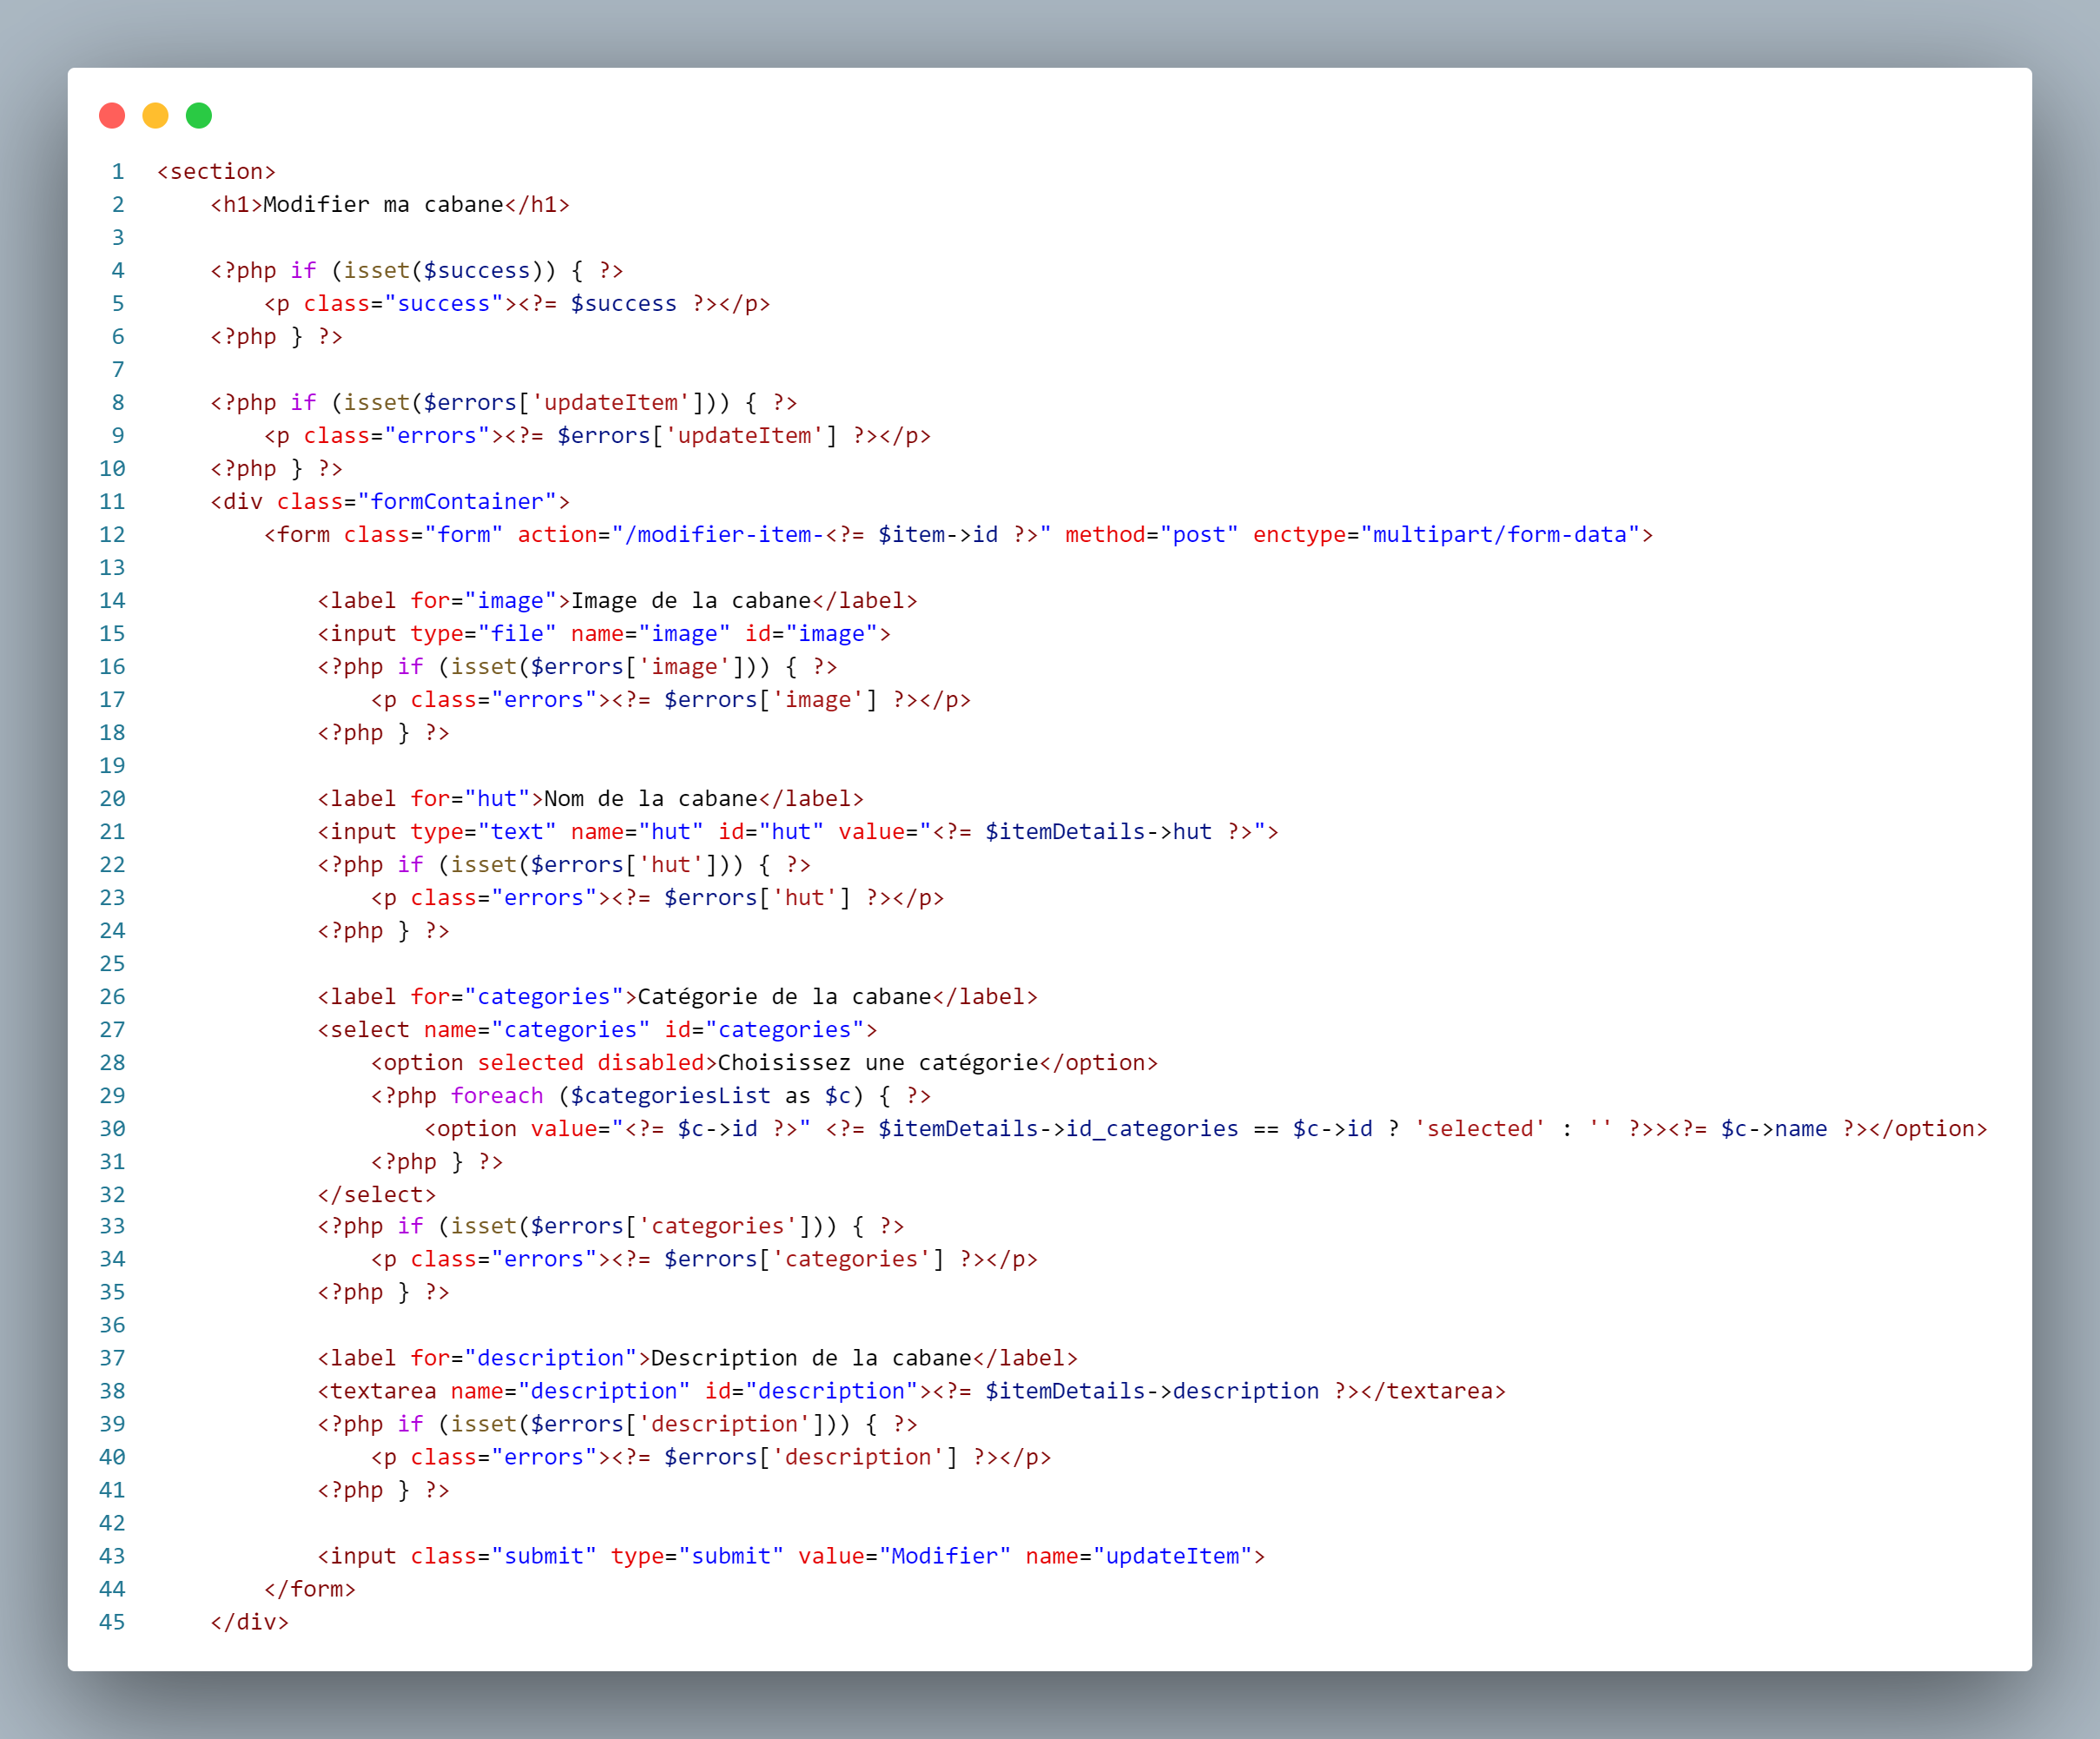 1 <section>
2 <h1>Modifier ma cabane</h1>
3
4 <?php if (isset($success)) { ?>
5 <p class="success"><?= $success ?></p>
6 <?php } ?>
7
8 <?php if (isset($errors['updateItem'])) { ?>
9 <p class="errors"><?= $errors['updateItem'] ?></p>
10 <?php } ?>
11 <div class="formContainer">
12 <form class="form" action="/modifier-item-<?= $item->id ?>" method="post" enctype="multipart/form-data">
13
14 <label for="image">Image de la cabane</label>
15 <input type="file" name="image" id="image">
16 <?php if (isset($errors['image'])) { ?>
17 <p class="errors"><?= $errors['image'] ?></p>
18 <?php } ?>
19
20 <label for="hut">Nom de la cabane</label>
21 <input type="text" name="hut" id="hut" value="<?= $itemDetails->hut ?>">
22 <?php if (isset($errors['hut'])) { ?>
23 <p class="errors"><?= $errors['hut'] ?></p>
24 <?php } ?>
25
26 <label for="categories">Catégorie de la cabane</label>
27 <select name="categories" id="categories">
28 <option selected disabled>Choisissez une catégorie</option>
29 <?php foreach ($categoriesList as $c) { ?>
30 <option value="<?= $c->id ?>" <?= $itemDetails->id_categories == $c->id ? 'selected' : '' ?>><?= $c->name ?></option>
31 <?php } ?>
32 </select>
33 <?php if (isset($errors['categories'])) { ?>
34 <p class="errors"><?= $errors['categories'] ?></p>
35 <?php } ?>
36
37 <label for="description">Description de la cabane</label>
38 <textarea name="description" id="description"><?= $itemDetails->description ?></textarea>
39 <?php if (isset($errors['description'])) { ?>
40 <p class="errors"><?= $errors['description'] ?></p>
41 <?php } ?>
42
43 <input class="submit" type="submit" value="Modifier" name="updateItem">
44 </form>
45 </div>